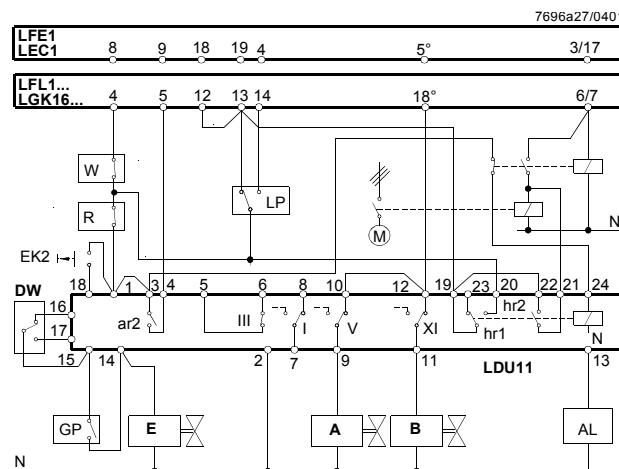 7696a27/0401
LFE1
LEC1
8 9 18 19 4 5° 3/17
LFL1...
LGK16...
4 5 12 13 14 18° 6/7
W
LP
R
N
M
EK2
DW
18 1 3 4 5 6 8 10 12 19 23 20 22 21 24
16
17
ar2 III I V XI hr1 hr2 N
15 14 2 7 9 11 LDU11 13
GP E A B AL
N